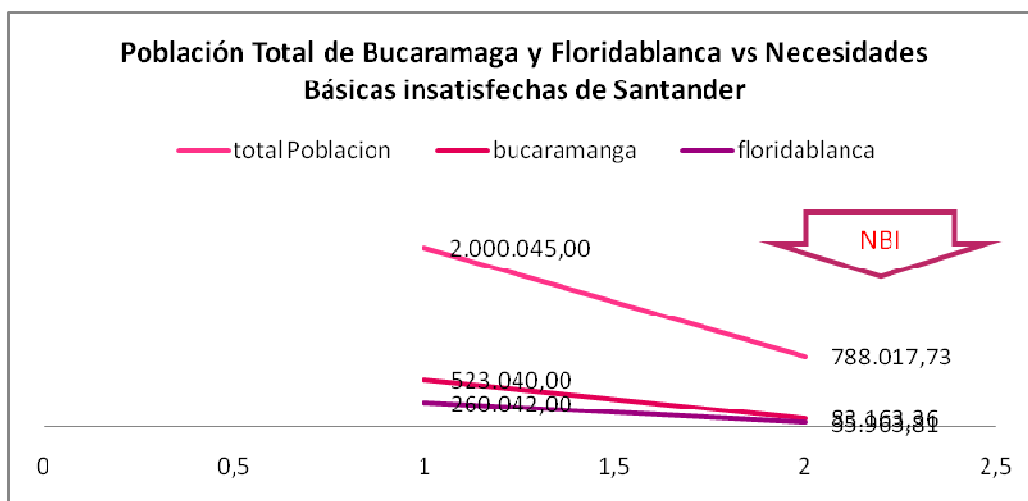 Población Total de Bucaramaga y Floridablanca vs Necesidades
Básicas insatisfechas de Santander
total Poblacion bucaramanga floridablanca
NBI
2.000.045,00
788.017,73
523.040,00
260.042,00
0 0,5 1 1,5 2 2,5